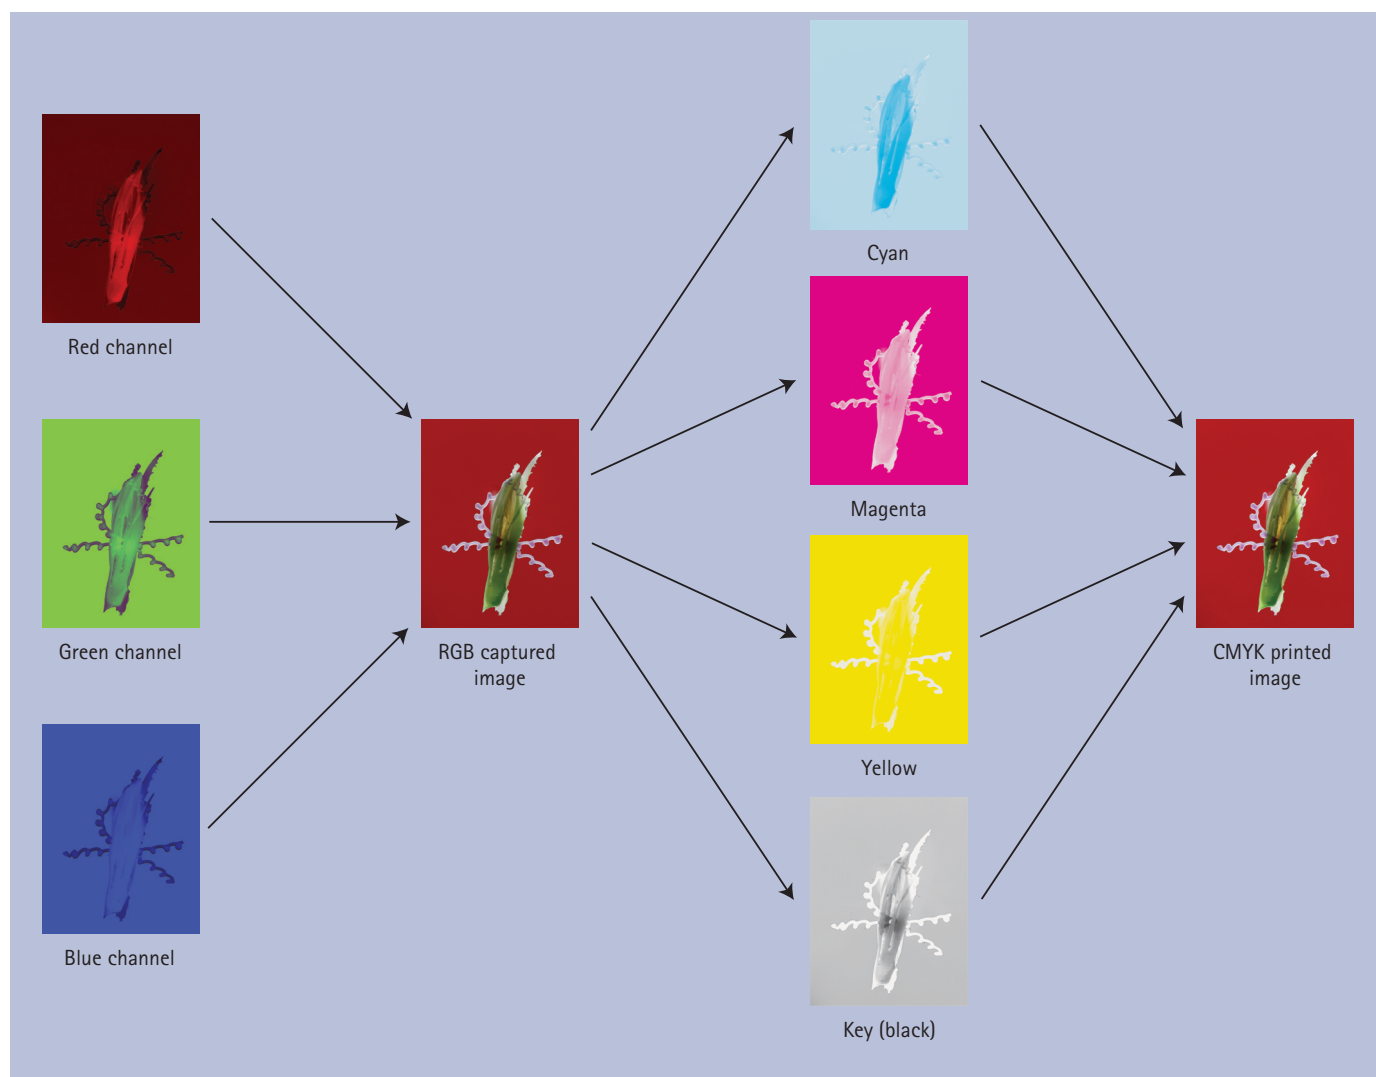 Red channel
Green channel
Blue channel
RGB captured
image
Cyan
Magenta
Yellow
Key (black)
CMYK printed
image